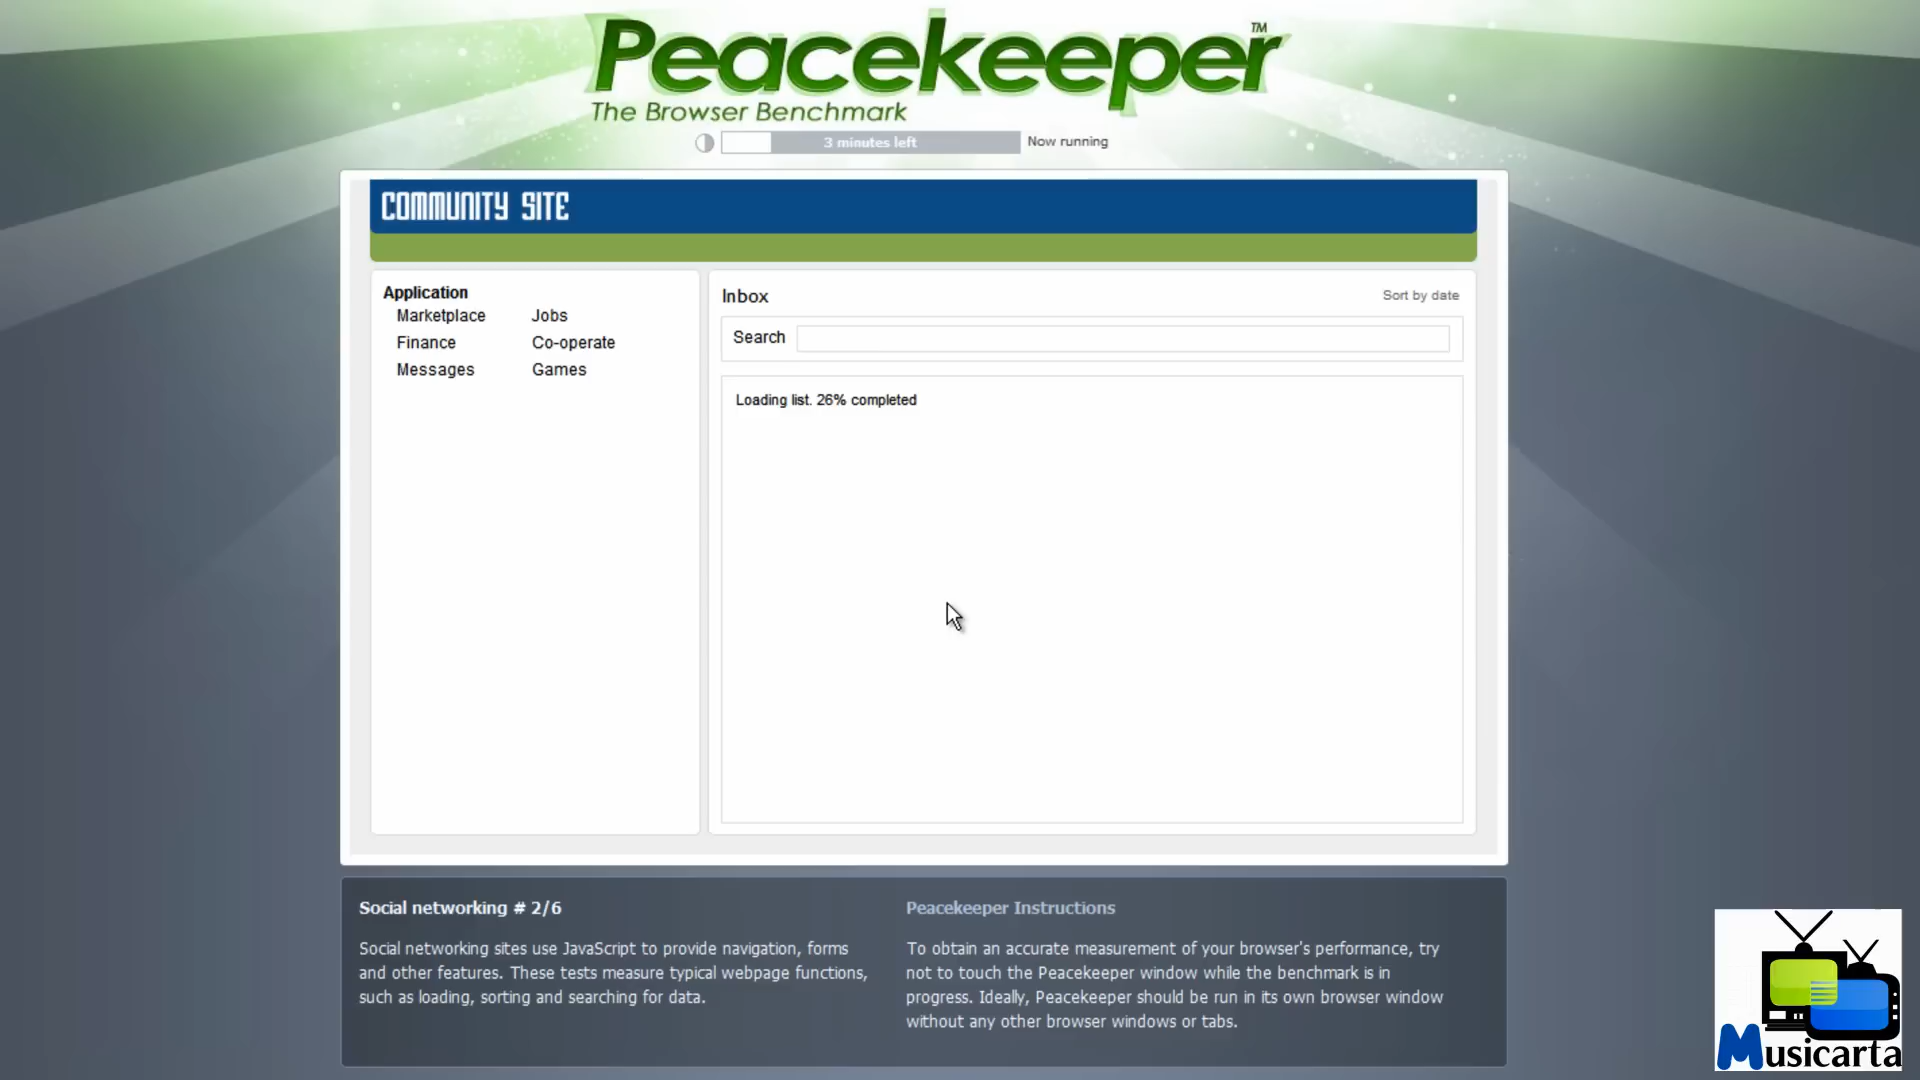 Peacekeeper™
The Browser Benchmark
3 minutes left
Now running
COMMUNITY SITE
Application
Marketplace Jobs
Finance Co-operate
Messages Games
Inbox
Sort by date
Search
Loading list. 26% completed
Social networking # 2/6
Social networking sites use JavaScript to provide navigation, forms
and other features. These tests measure typical webpage functions,
such as loading, sorting and searching for data.
Peacekeeper Instructions
To obtain an accurate measurement of your browser's performance, try
not to touch the Peacekeeper window while the benchmark is in
progress. Ideally, Peacekeeper should be run in its own browser window
without any other browser windows or tabs.
Musicarta